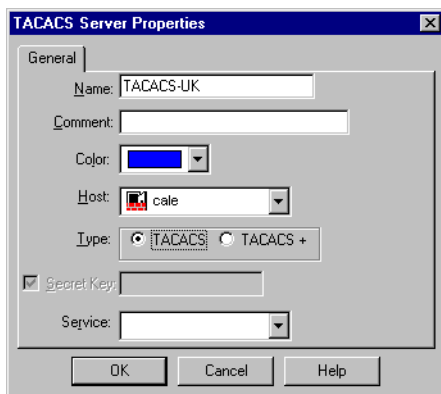 TACACS Server Properties
General
Name: TACACS-UK
Comment:
Color:
Host: cale
Type: TACACS TACACS +
Secret Key:
Service:
OK Cancel Help